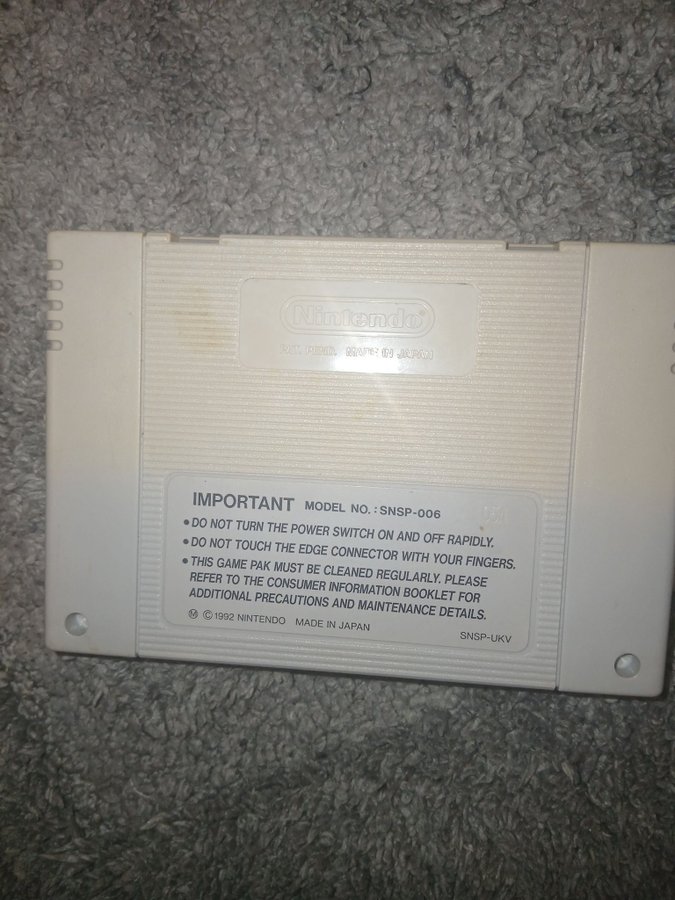 Nintendo
PAT. PEND. MADE IN JAPAN
IMPORTANT MODEL NO.: SNSP-006
•DO NOT TURN THE POWER SWITCH ON AND OFF RAPIDLY.
•DO NOT TOUCH THE EDGE CONNECTOR WITH YOUR FINGERS.
•THIS GAME PAK MUST BE CLEANED REGULARLY. PLEASE
REFER TO THE CONSUMER INFORMATION BOOKLET FOR
ADDITIONAL PRECAUTIONS AND MAINTENANCE DETAILS.
Ⓜ ©1992 NINTENDO MADE IN JAPAN
SNSP-UKV